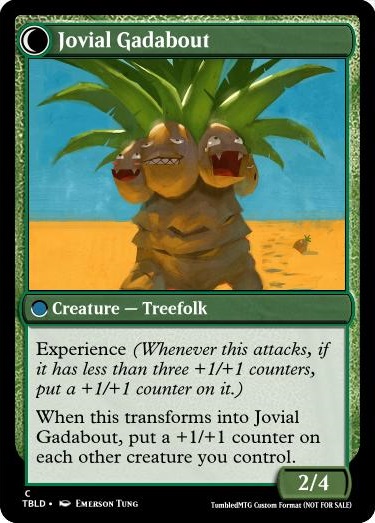 Jovial Gadabout
Creature — Treefolk
Experience (Whenever this attacks, if
it has less than three +1/+1 counters,
put a +1/+1 counter on it.)
When this transforms into Jovial
Gadabout, put a +1/+1 counter on
each other creature you control.
2/4
C
TBLD • Emerson Tung
TumbledMTG Custom Format (NOT FOR SALE)